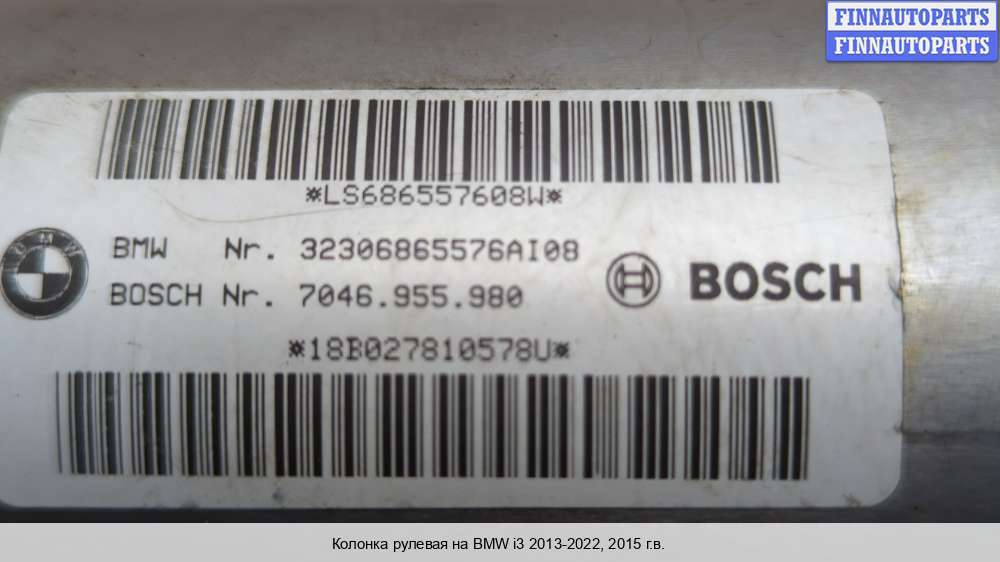 FINNAUTOPARTS
FINNAUTOPARTS
*LS686557608W*
BMW Nr. 32306865576AI08
BMW
BOSCH Nr. 7046.955.980
BOSCH
*18B027810578U*
Колонка рулевая на BMW i3 2013-2022, 2015 г.в.